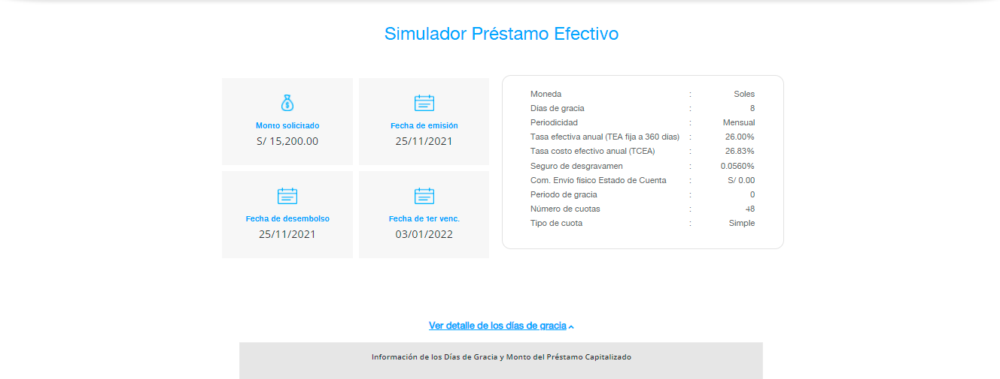 Simulador Préstamo Efectivo
Monto solicitado
S/ 15,200.00
Fecha de emisión
25/11/2021
Fecha de desembolso
25/11/2021
Fecha de 1er venc.
03/01/2022
Moneda : Soles
Días de gracia : 8
Periodicidad : Mensual
Tasa efectiva anual (TEA fija a 360 días) : 26.00%
Tasa costo efectivo anual (TCEA) : 26.83%
Seguro de desgravamen : 0.0560%
Com. Envío físico Estado de Cuenta : S/ 0.00
Periodo de gracia : 0
Número de cuotas : 48
Tipo de cuota : Simple
Ver detalle de los días de gracia
Información de los Días de Gracia y Monto del Préstamo Capitalizado